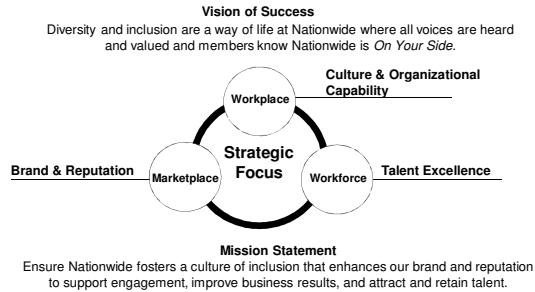 Vision of Success
Diversity and inclusion are a way of life at Nationwide where all voices are heard
and valued and members know Nationwide is On Your Side.
Culture & Organizational
Capability
Workplace
Strategic
Focus
Brand & Reputation
Marketplace
Workforce
Talent Excellence
Mission Statement
Ensure Nationwide fosters a culture of inclusion that enhances our brand and reputation
to support engagement, improve business results, and attract and retain talent.